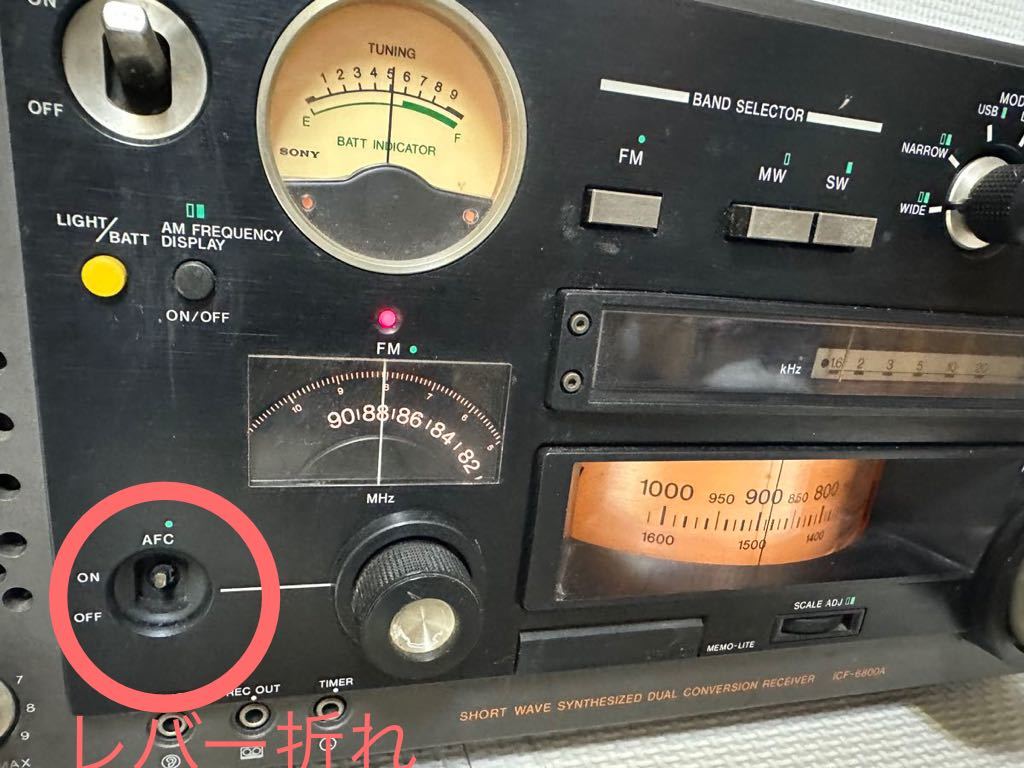 ON
OFF
TUNING
1 2 3 4 5 6 7 8 9
E F
BATT INDICATOR
SONY
BAND SELECTOR
FM
MW
SW
USB
NARROW
WIDE
LIGHT/BATT
AM FREQUENCY
DISPLAY
ON/OFF
FM
10 9 8 7 6
90 88 86 84 82
MHz
kHz
1.6 2 3 5 10 20
1000 950 900 850 800
1600 1500 1400
AFC
ON
OFF
SCALE ADJ
MEMO-LITE
REC OUT
TIMER
SHORT WAVE SYNTHESIZED DUAL CONVERSION RECEIVER ICF-6800A
7
8
9
レバー折れ